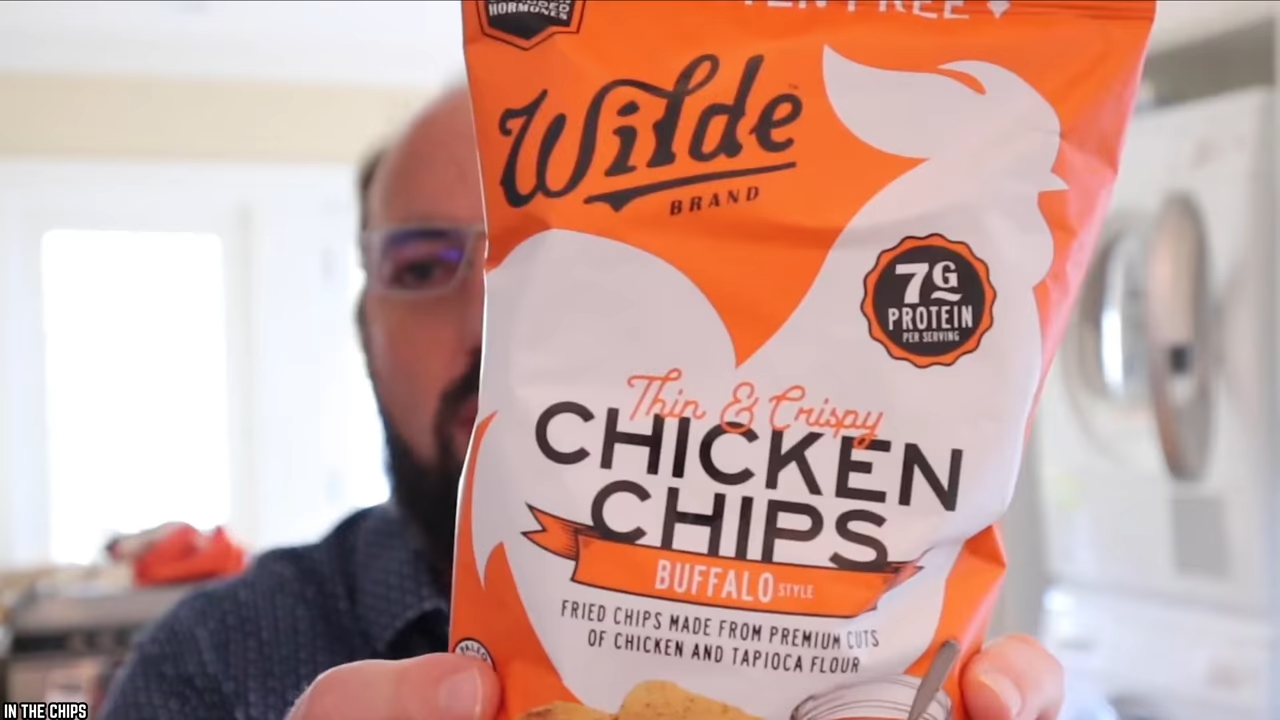 HORMONES
Wilde
BRAND
7G
PROTEIN
PER SERVING
Thin & Crispy
CHICKEN
CHIPS
BUFFALO STYLE
FRIED CHIPS MADE FROM PREMIUM CUTS
OF CHICKEN AND TAPIOCA FLOUR
PALEO
IN THE CHIPS